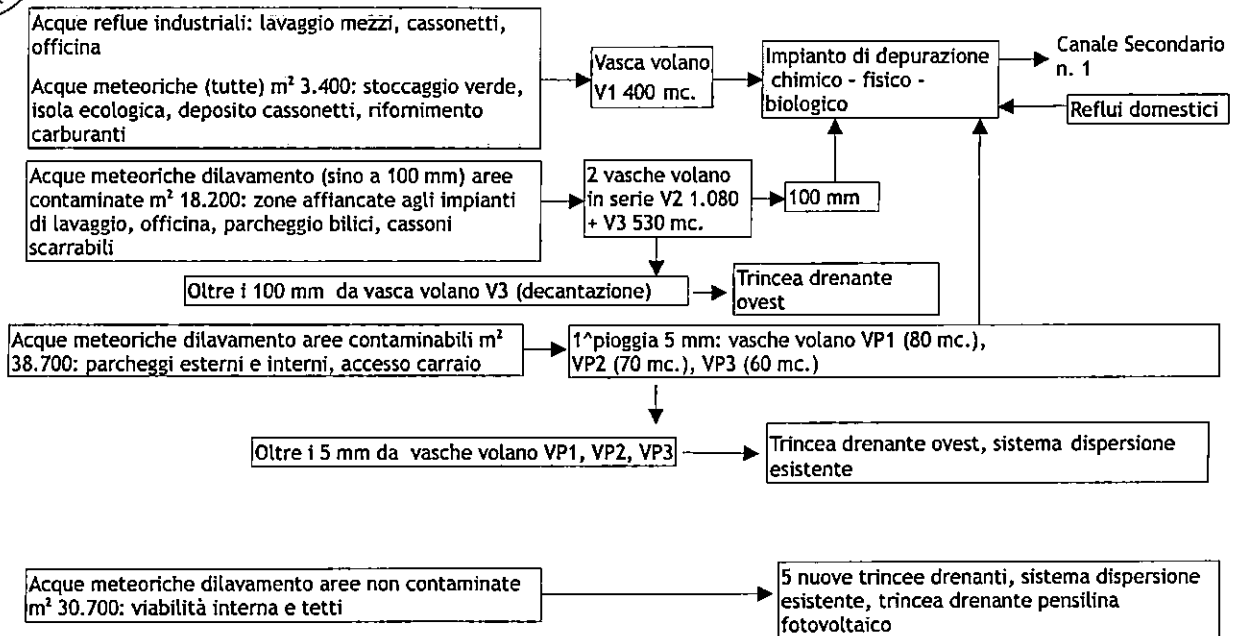 Acque reflue industriali: lavaggio mezzi, cassonetti,
officina
Acque meteoriche (tutte) m² 3.400: stoccaggio verde,
isola ecologica, deposito cassonetti, rifornimento
carburanti
Vasca volano
V1 400 mc.
Impianto di depurazione
chimico - fisico -
biologico
Canale Secondario
n. 1
Reflui domestici
Acque meteoriche dilavamento (sino a 100 mm) aree
contaminate m² 18.200: zone affiancate agli impianti
di lavaggio, officina, parcheggio bilici, cassoni
scarrabili
2 vasche volano
in serie V2 1.080
+ V3 530 mc.
100 mm
Oltre i 100 mm da vasca volano V3 (decantazione)
Trincea drenante
ovest
Acque meteoriche dilavamento aree contaminabili m²
38.700: parcheggi esterni e interni, accesso carraio
1^pioggia 5 mm: vasche volano VP1 (80 mc.),
VP2 (70 mc.), VP3 (60 mc.)
Oltre i 5 mm da vasche volano VP1, VP2, VP3
Trincea drenante ovest, sistema dispersione
esistente
Acque meteoriche dilavamento aree non contaminate
m² 30.700: viabilità interna e tetti
5 nuove trincee drenanti, sistema dispersione
esistente, trincea drenante pensilina
fotovoltaico